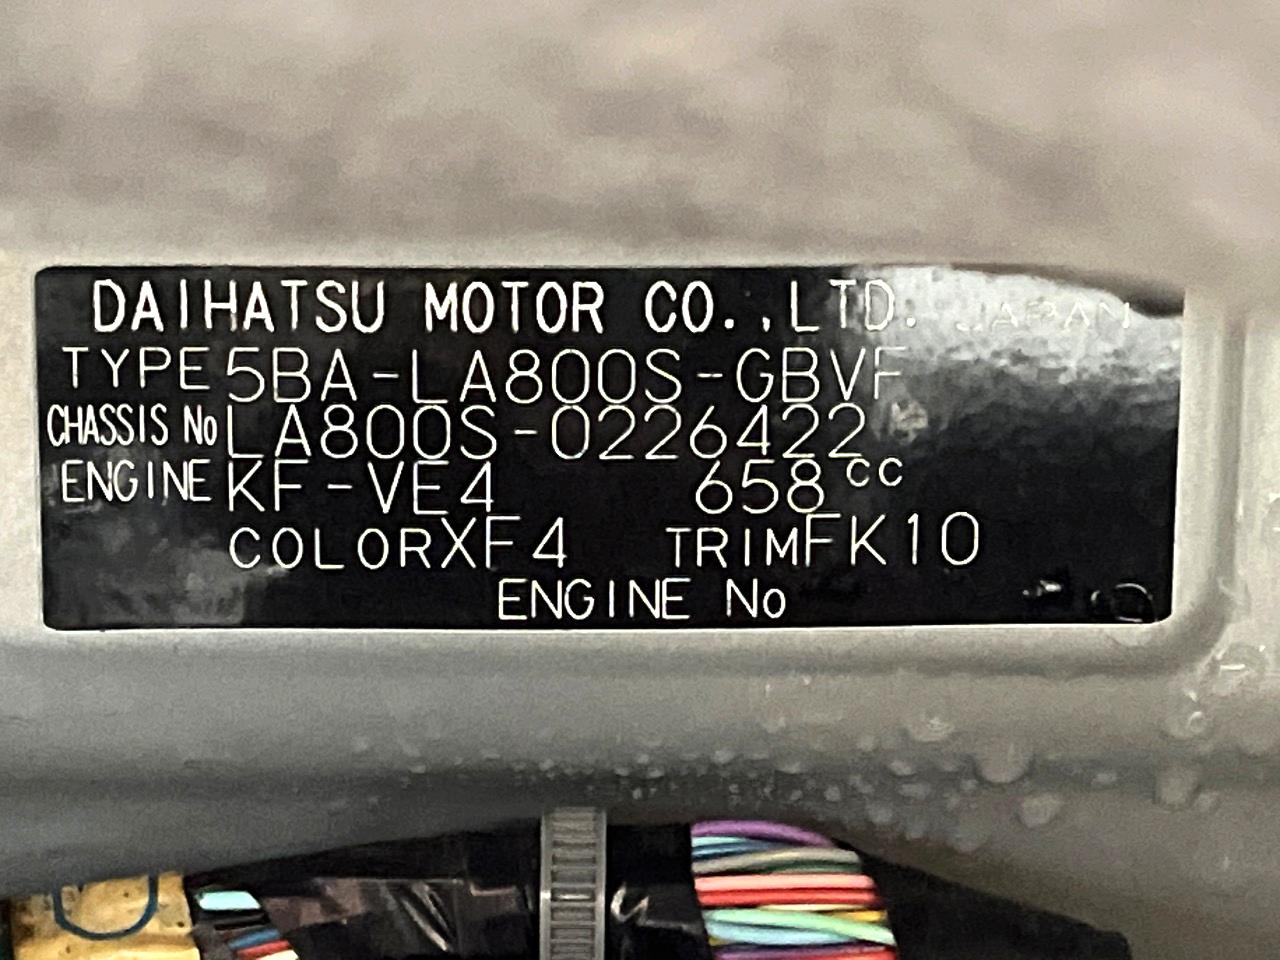 DAIHATSU MOTOR CO.,LTD. JAPAN
TYPE 5BA-LA800S-GBVF
CHASSIS No LA800S-0226422
ENGINE KF-VE4 658cc
COLOR XF4 TRIM FK10
ENGINE No